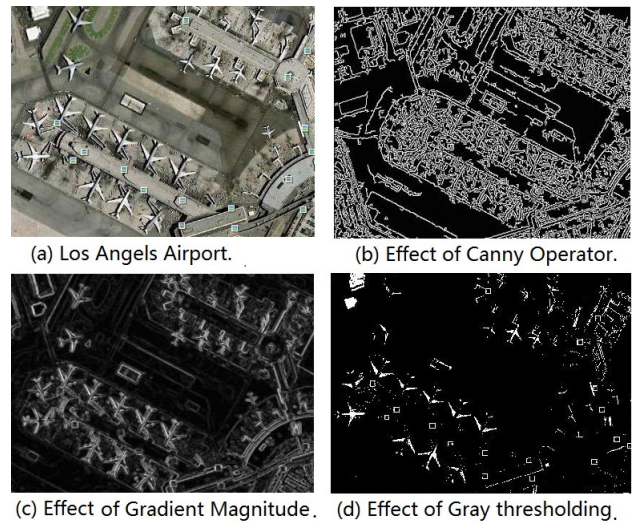 (a) Los Angels Airport.
(b) Effect of Canny Operator.
(c) Effect of Gradient Magnitude.
(d) Effect of Gray thresholding.